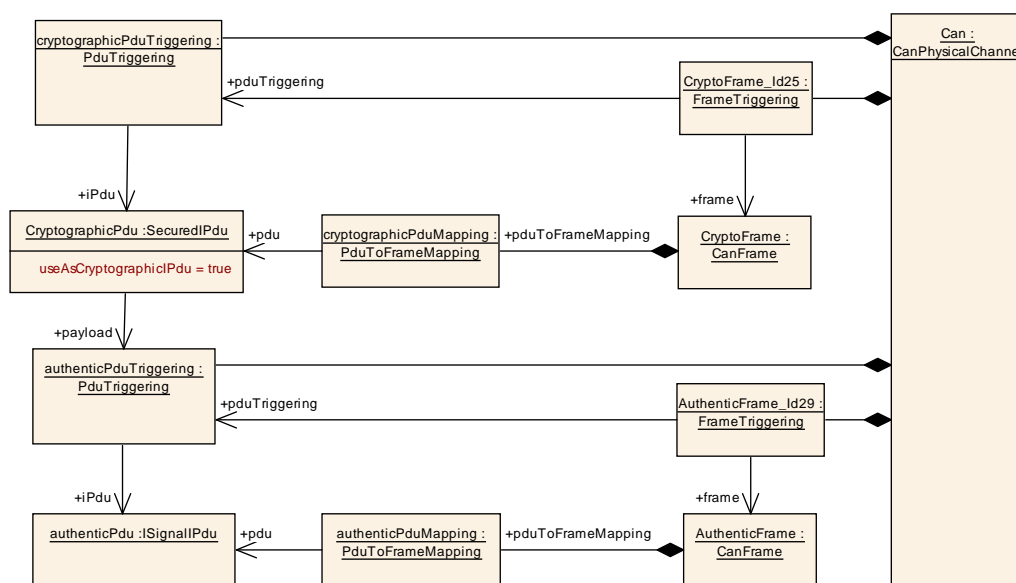 cryptographicPduTriggering :
PduTriggering
Can :
CanPhysicalChanne
+pduTriggering
CryptoFrame_Id25 :
FrameTriggering
+iPdu
+frame
CryptographicPdu :SecuredIPdu
useAsCryptographicIPdu = true
+pdu
cryptographicPduMapping :
PduToFrameMapping
+pduToFrameMapping
CryptoFrame :
CanFrame
+payload
authenticPduTriggering :
PduTriggering
+pduTriggering
AuthenticFrame_Id29 :
FrameTriggering
+iPdu
+frame
authenticPdu :ISignalIPdu
+pdu
authenticPduMapping :
PduToFrameMapping
+pduToFrameMapping
AuthenticFrame :
CanFrame